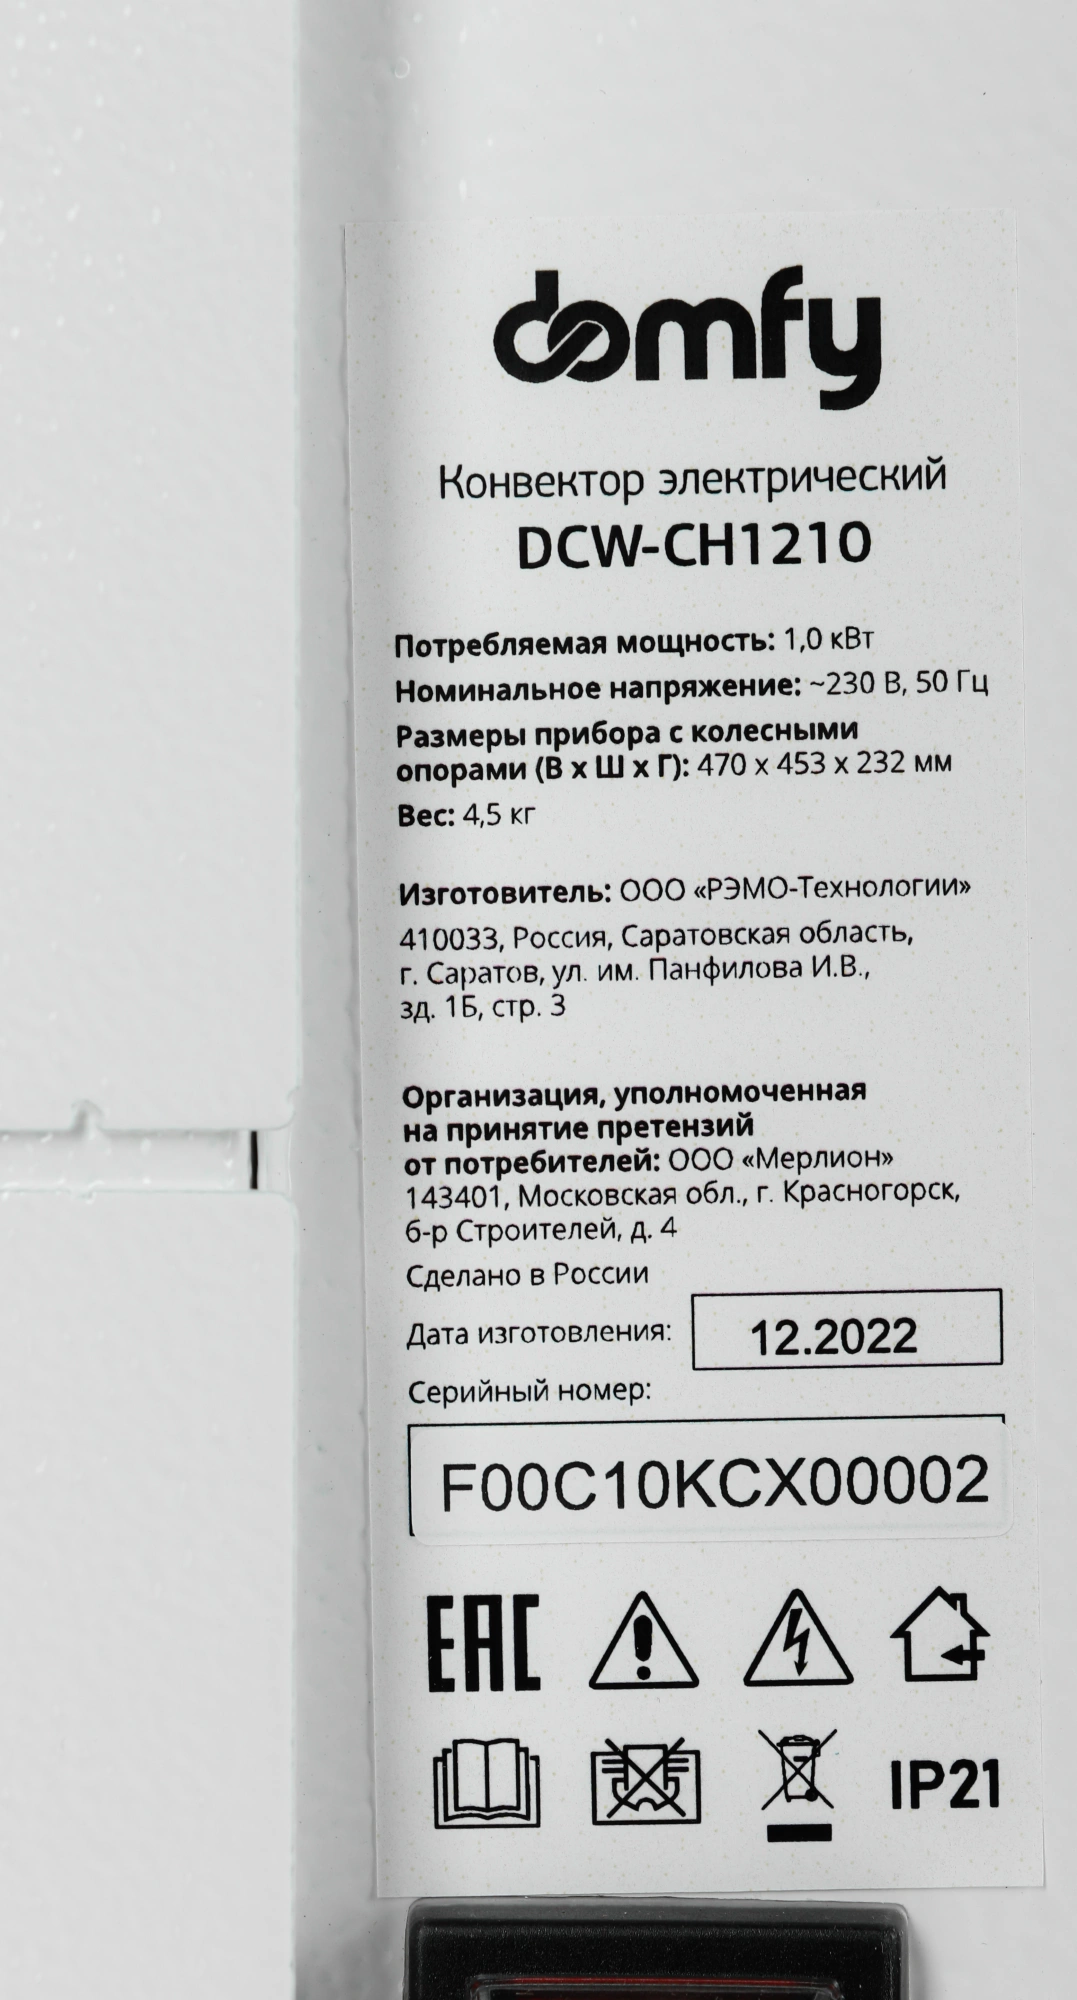 domfy
Конвектор электрический
DCW-CH1210
Потребляемая мощность: 1,0 кВт
Номинальное напряжение: ~230 В, 50 Гц
Размеры прибора с колесными
опорами (В х Ш х Г): 470 х 453 х 232 мм
Вес: 4,5 кг
Изготовитель: ООО «РЭМО-Технологии»
410033, Россия, Саратовская область,
г. Саратов, ул. им. Панфилова И.В.,
зд. 1Б, стр. 3
Организация, уполномоченная
на принятие претензий
от потребителей: ООО «Мерлион»
143401, Московская обл., г. Красногорск,
б-р Строителей, д. 4
Сделано в России
Дата изготовления: 12.2022
Серийный номер:
F00C10KCX00002
EAC
IP21